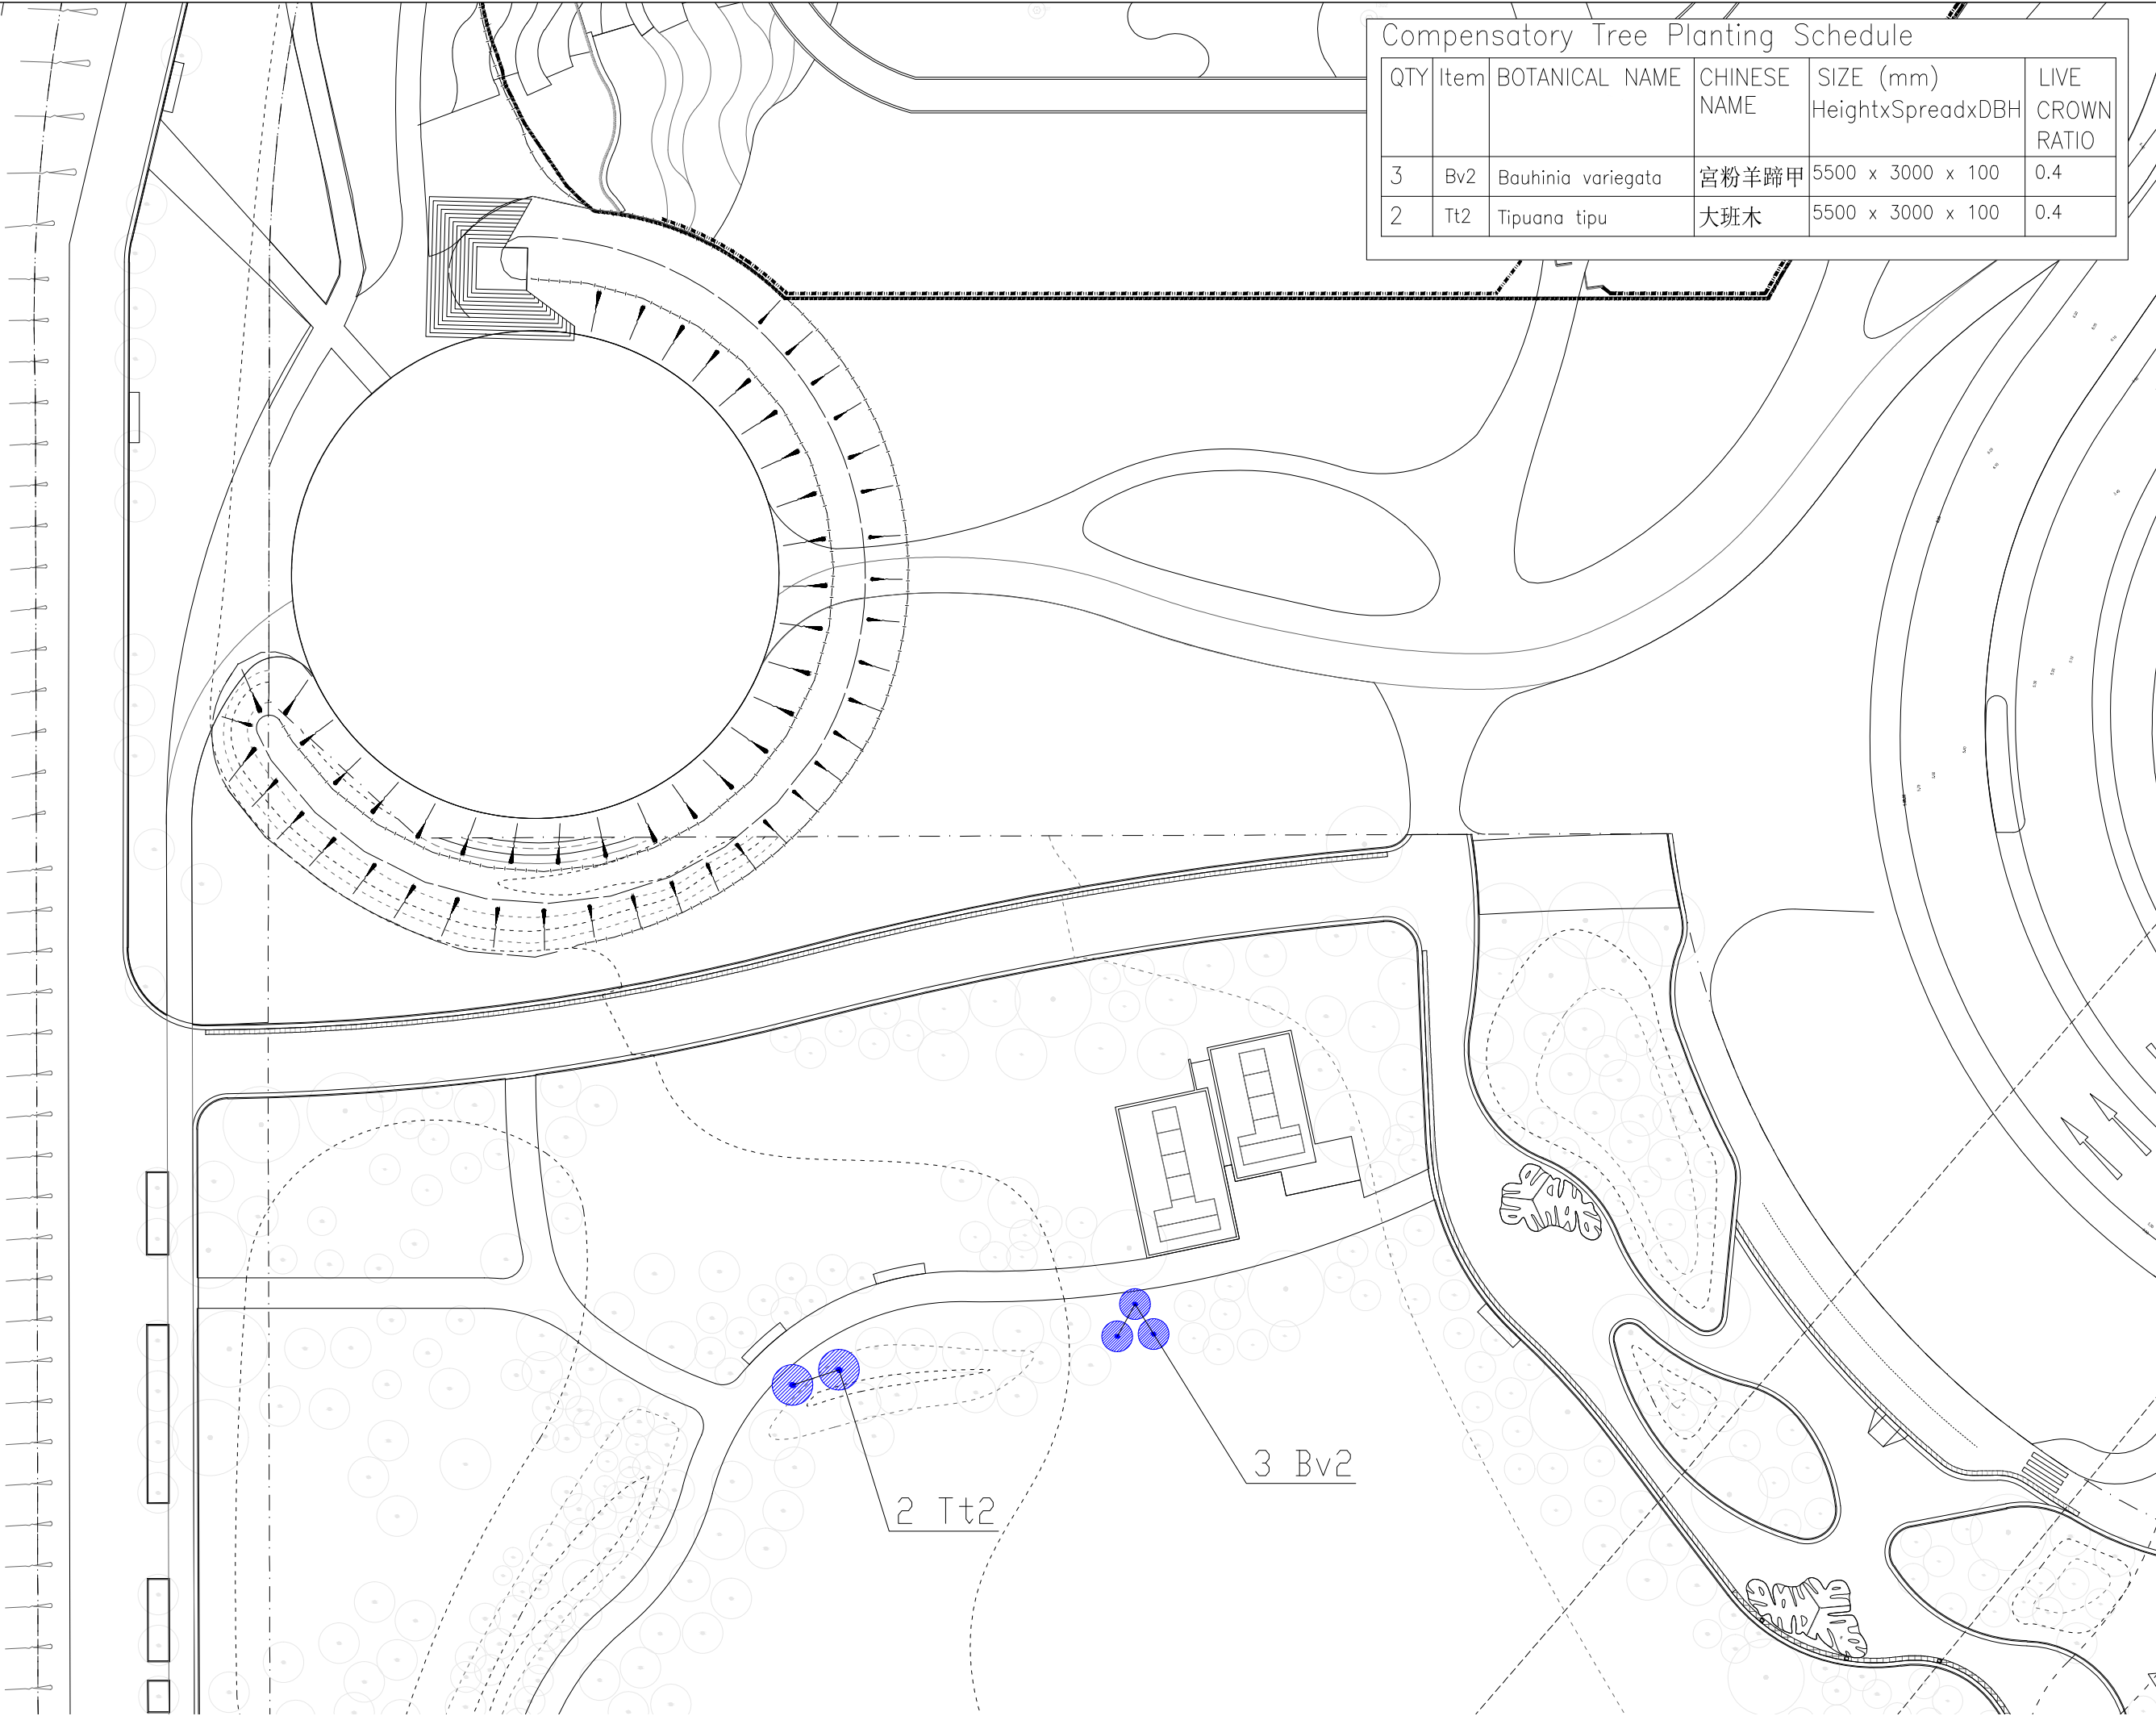 Compensatory Tree Planting Schedule
QTY Item BOTANICAL NAME CHINESE NAME SIZE (mm) HeightxSpreadxDBH LIVE CROWN RATIO
3 Bv2 Bauhinia variegata 宮粉羊蹄甲 5500 x 3000 x 100 0.4
2 Tt2 Tipuana tipu 大班木 5500 x 3000 x 100 0.4
3 Bv2
2 Tt2